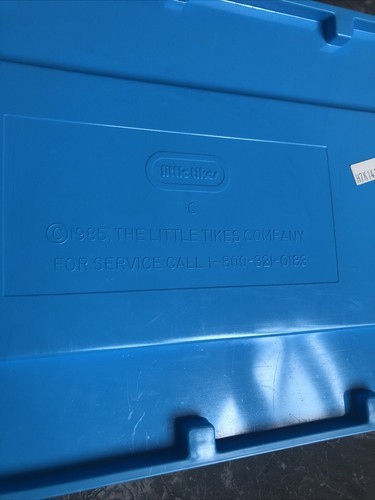 little tikes
C
©1985, THE LITTLE TIKES COMPANY
FOR SERVICE CALL 1-800-321-0183